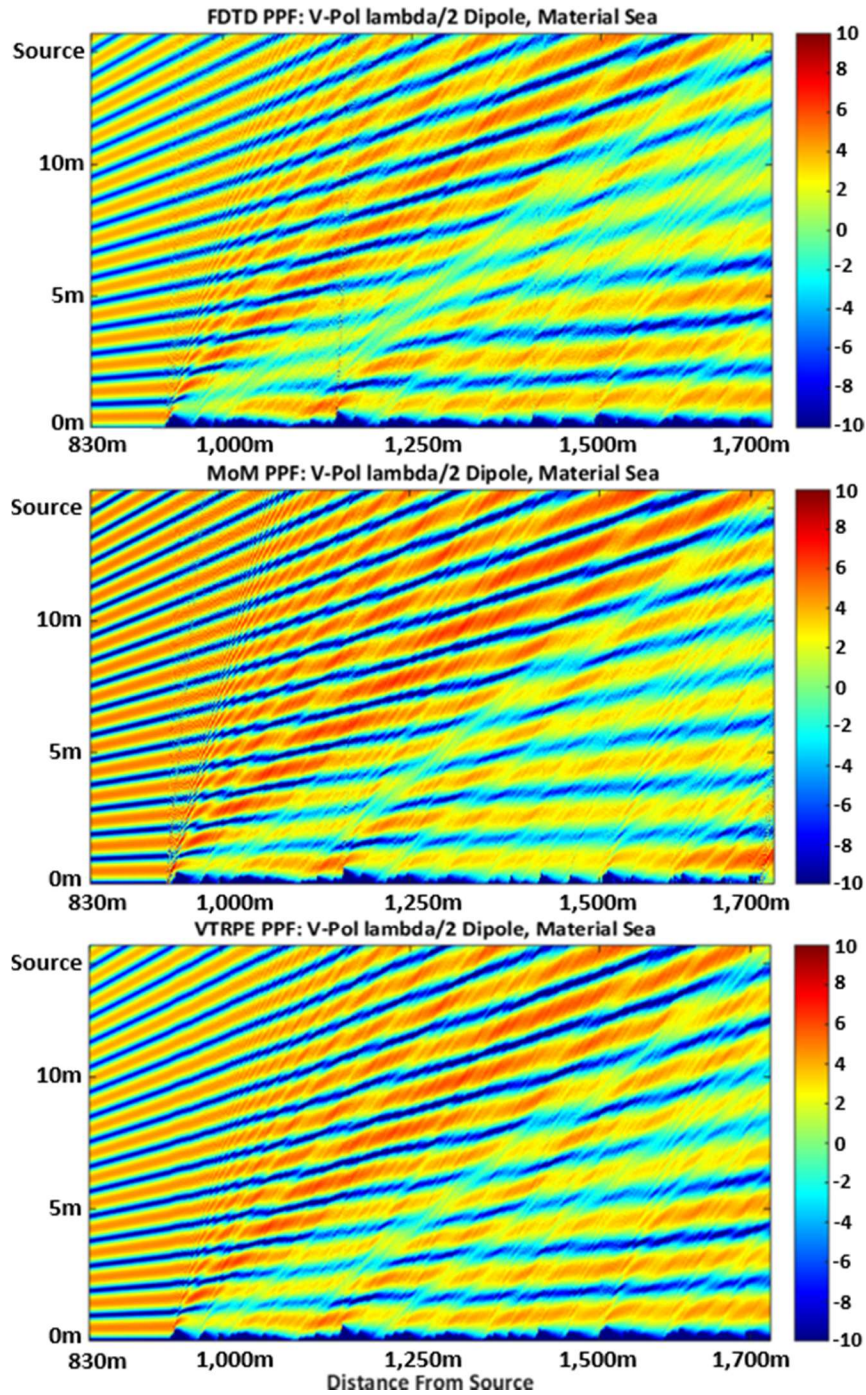 FDTD PPF: V-Pol lambda/2 Dipole, Material Sea
Source
10m
5m
0m
830m 1,000m 1,250m 1,500m 1,700m
10
8
6
4
2
0
-2
-4
-6
-8
-10
MoM PPF: V-Pol lambda/2 Dipole, Material Sea
Source
10m
5m
0m
830m 1,000m 1,250m 1,500m 1,700m
10
8
6
4
2
0
-2
-4
-6
-8
-10
VTRPE PPF: V-Pol lambda/2 Dipole, Material Sea
Source
10m
5m
0m
830m 1,000m 1,250m 1,500m 1,700m
Distance From Source
10
8
6
4
2
0
-2
-4
-6
-8
-10